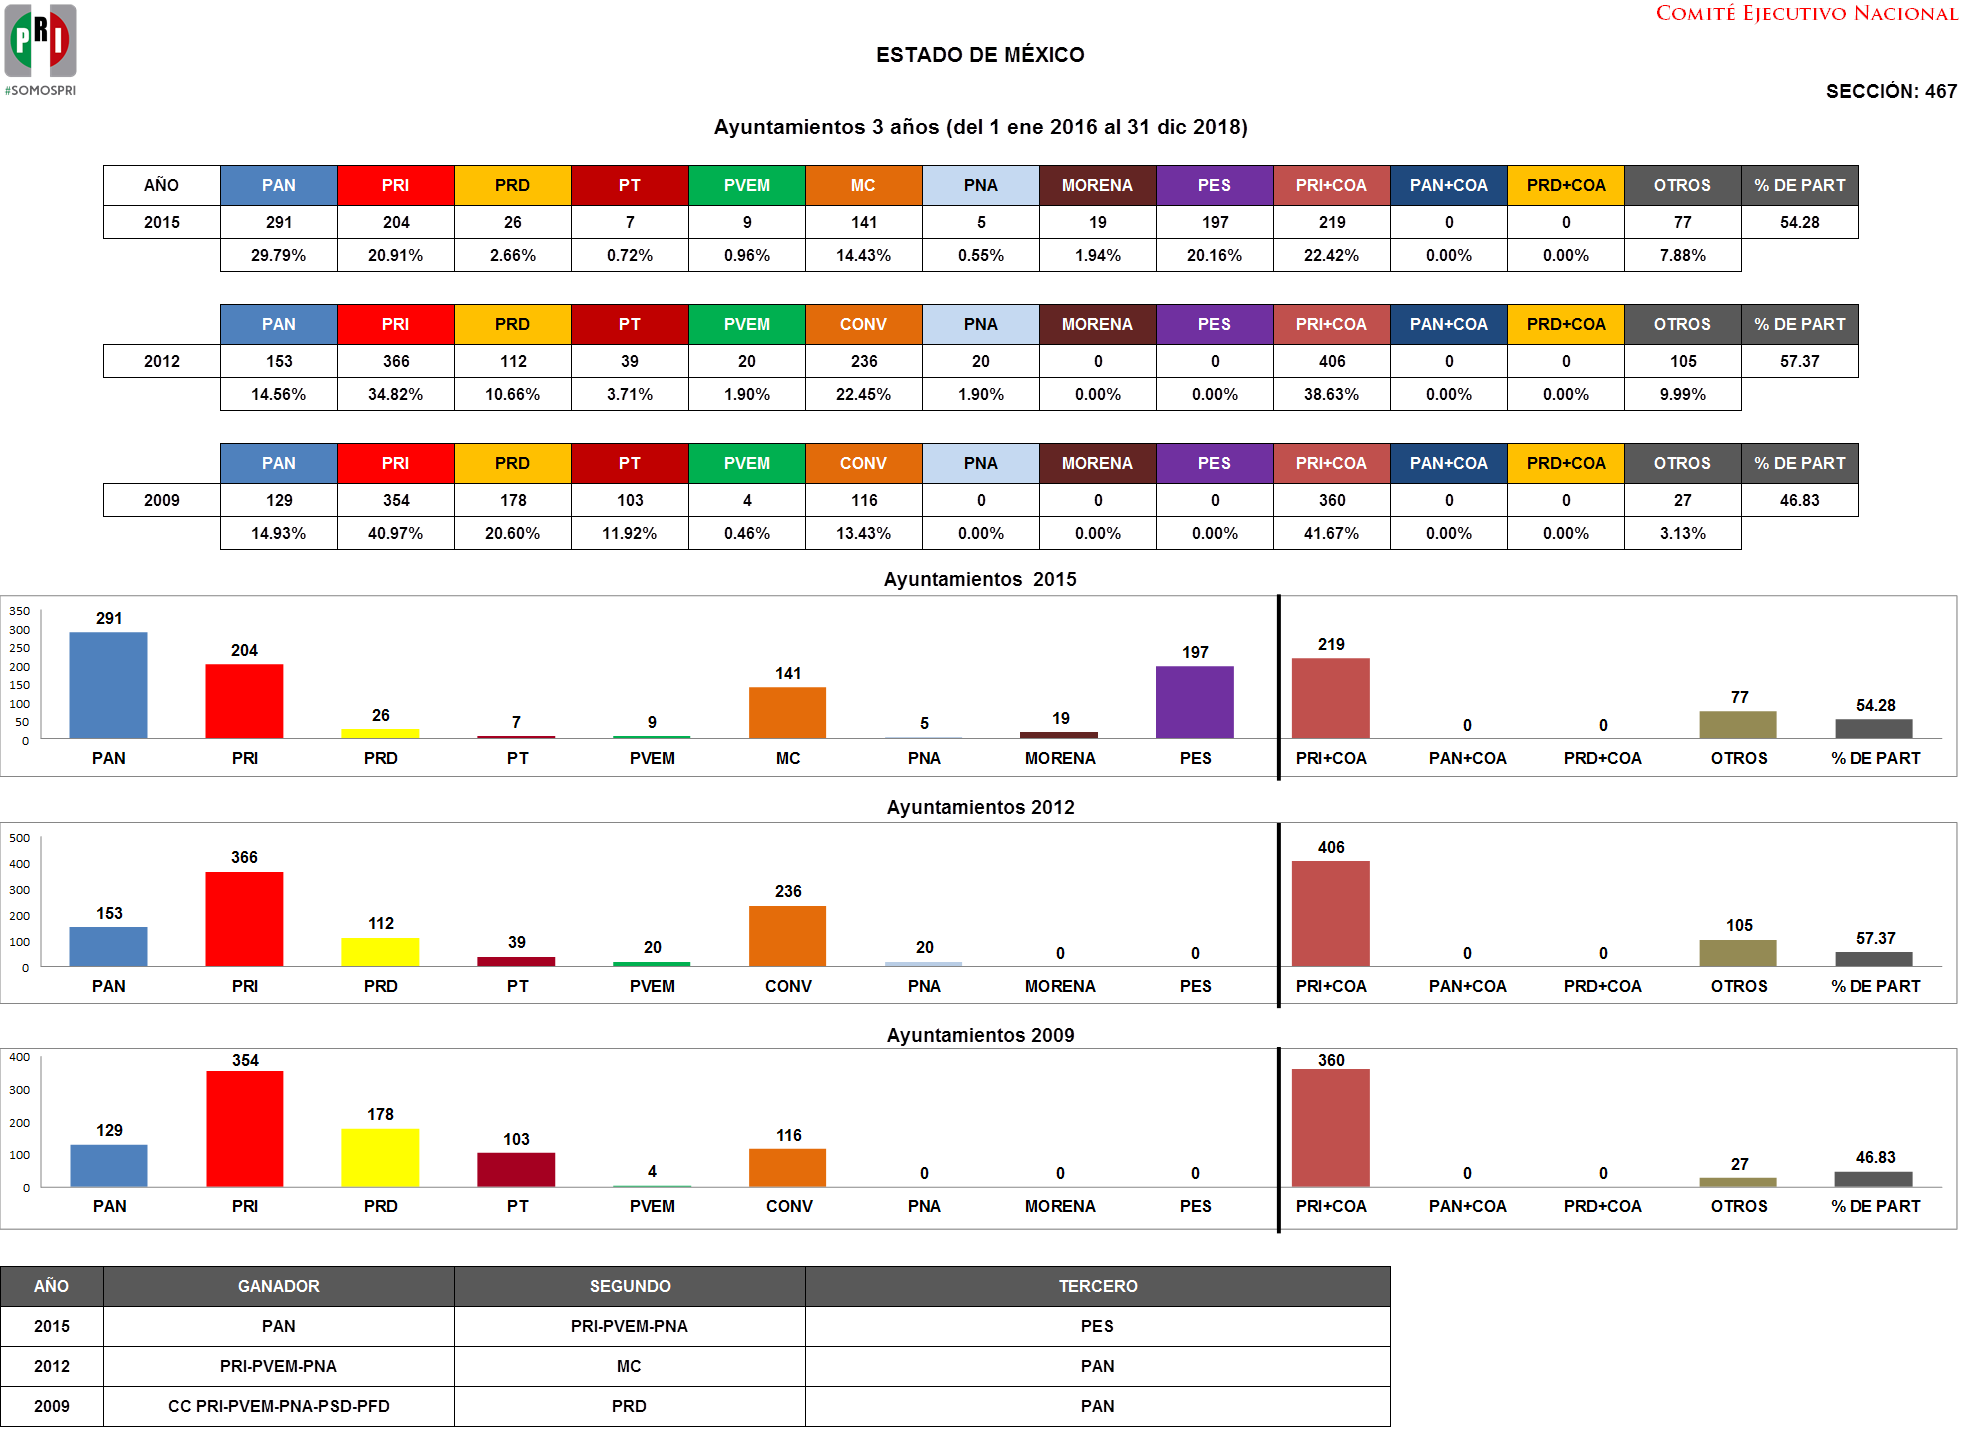 PRI
#SOMOSPRI
COMITÉ EJECUTIVO NACIONAL
ESTADO DE MÉXICO
SECCIÓN: 467
Ayuntamientos 3 años (del 1 ene 2016 al 31 dic 2018)
AÑO PAN PRI PRD PT PVEM MC PNA MORENA PES PRI+COA PAN+COA PRD+COA OTROS % DE PART
2015 291 204 26 7 9 141 5 19 197 219 0 0 77 54.28
29.79% 20.91% 2.66% 0.72% 0.96% 14.43% 0.55% 1.94% 20.16% 22.42% 0.00% 0.00% 7.88%
PAN PRI PRD PT PVEM CONV PNA MORENA PES PRI+COA PAN+COA PRD+COA OTROS % DE PART
2012 153 366 112 39 20 236 20 0 0 406 0 0 105 57.37
14.56% 34.82% 10.66% 3.71% 1.90% 22.45% 1.90% 0.00% 0.00% 38.63% 0.00% 0.00% 9.99%
PAN PRI PRD PT PVEM CONV PNA MORENA PES PRI+COA PAN+COA PRD+COA OTROS % DE PART
2009 129 354 178 103 4 116 0 0 0 360 0 0 27 46.83
14.93% 40.97% 20.60% 11.92% 0.46% 13.43% 0.00% 0.00% 0.00% 41.67% 0.00% 0.00% 3.13%
Ayuntamientos 2015
350
300
250
200
150
100
50
0
291 204 26 7 9 141 5 19 197 219 0 0 77 54.28
PAN PRI PRD PT PVEM MC PNA MORENA PES PRI+COA PAN+COA PRD+COA OTROS % DE PART
Ayuntamientos 2012
500
400
300
200
100
0
153 366 112 39 20 236 20 0 0 406 0 0 105 57.37
PAN PRI PRD PT PVEM CONV PNA MORENA PES PRI+COA PAN+COA PRD+COA OTROS % DE PART
Ayuntamientos 2009
400
300
200
100
0
129 354 178 103 4 116 0 0 0 360 0 0 27 46.83
PAN PRI PRD PT PVEM CONV PNA MORENA PES PRI+COA PAN+COA PRD+COA OTROS % DE PART
AÑO GANADOR SEGUNDO TERCERO
2015 PAN PRI-PVEM-PNA PES
2012 PRI-PVEM-PNA MC PAN
2009 CC PRI-PVEM-PNA-PSD-PFD PRD PAN